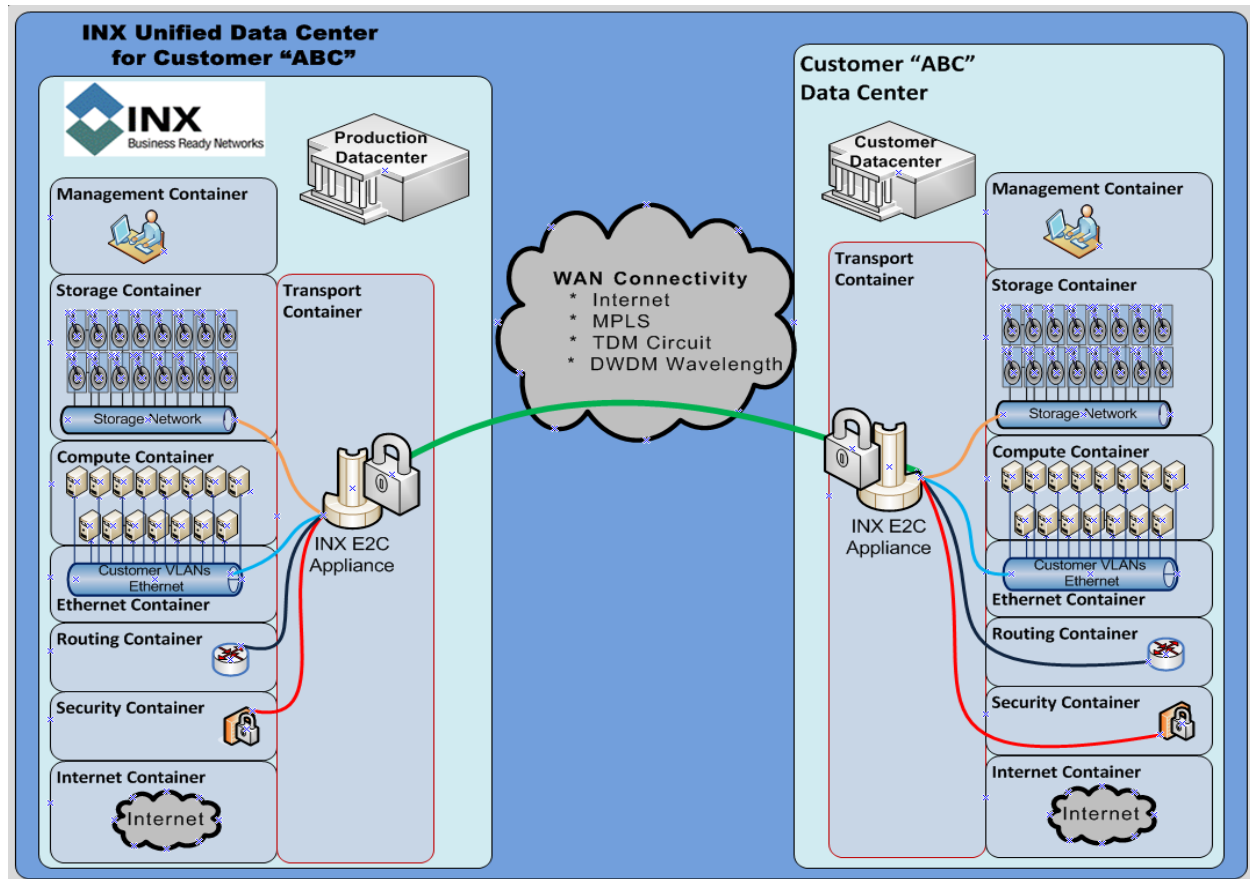 INX Unified Data Center
for Customer “ABC”
INX
Business Ready Networks
Production
Datacenter
Management Container
Storage Container
Storage Network
Transport
Container
Compute Container
Customer VLANs
Ethernet
Ethernet Container
INX E2C
Appliance
Routing Container
Security Container
Internet Container
Internet
WAN Connectivity
* Internet
* MPLS
* TDM Circuit
* DWDM Wavelength
Customer “ABC”
Data Center
Customer
Datacenter
Transport
Container
INX E2C
Appliance
Management Container
Storage Container
Storage Network
Compute Container
Customer VLANs
Ethernet
Ethernet Container
Routing Container
Security Container
Internet Container
Internet